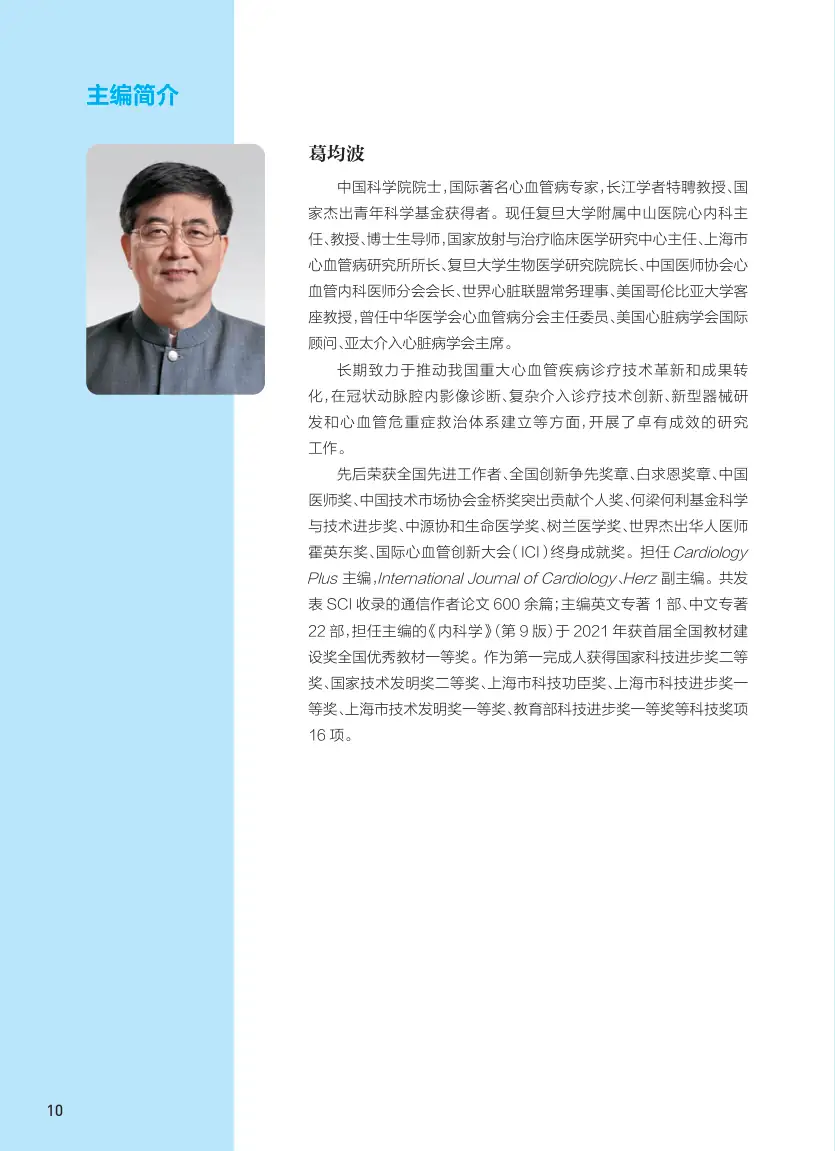 主编简介
葛均波
中国科学院院士，国际著名心血管病专家，长江学者特聘教授、国
家杰出青年科学基金获得者。现任复旦大学附属中山医院心内科主
任、教授、博士生导师，国家放射与治疗临床医学研究中心主任、上海市
心血管病研究所所长、复旦大学生物医学研究院院长、中国医师协会心
血管内科医师分会会长、世界心脏联盟常务理事、美国哥伦比亚大学客
座教授，曾任中华医学会心血管病分会主任委员、美国心脏病学会国际
顾问、亚太介入心脏病学会主席。
长期致力于推动我国重大心血管疾病诊疗技术革新和成果转
化，在冠状动脉腔内影像诊断、复杂介入诊疗技术创新、新型器械研
发和心血管危重症救治体系建立等方面，开展了卓有成效的研究
工作。
先后荣获全国先进工作者、全国创新争先奖章、白求恩奖章、中国
医师奖、中国技术市场协会金桥奖突出贡献个人奖、何梁何利基金科学
与技术进步奖、中源协和生命医学奖、树兰医学奖、世界杰出华人医师
霍英东奖、国际心血管创新大会（ICI）终身成就奖。担任 Cardiology
Plus 主编，International Journal of Cardiology、Herz 副主编。共发
表 SCI 收录的通信作者论文 600 余篇；主编英文专著 1 部、中文专著
22 部，担任主编的《内科学》（第 9 版）于 2021 年获首届全国教材建
设奖全国优秀教材一等奖。作为第一完成人获得国家科技进步奖二等
奖、国家技术发明奖二等奖、上海市科技功臣奖、上海市科技进步奖一
等奖、上海市技术发明奖一等奖、教育部科技进步奖一等奖等科技奖项
16 项。
10